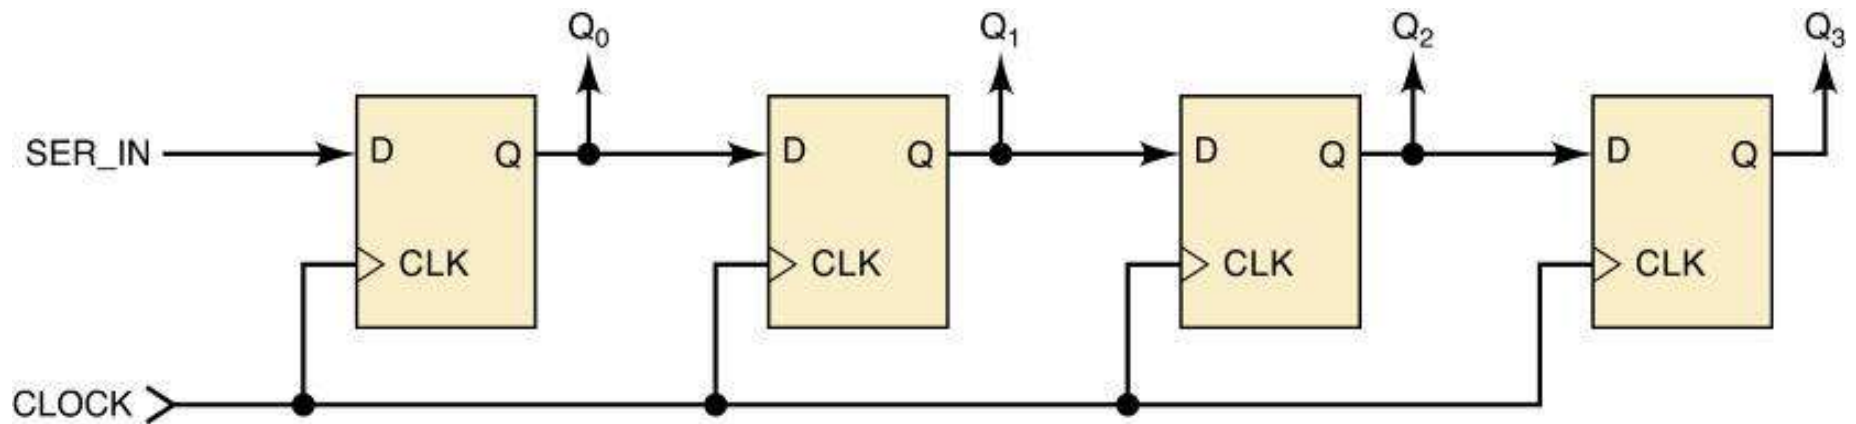 Q₀ Q₁ Q₂ Q₃
SER_IN D Q D Q D Q D Q
CLK CLK CLK CLK
CLOCK